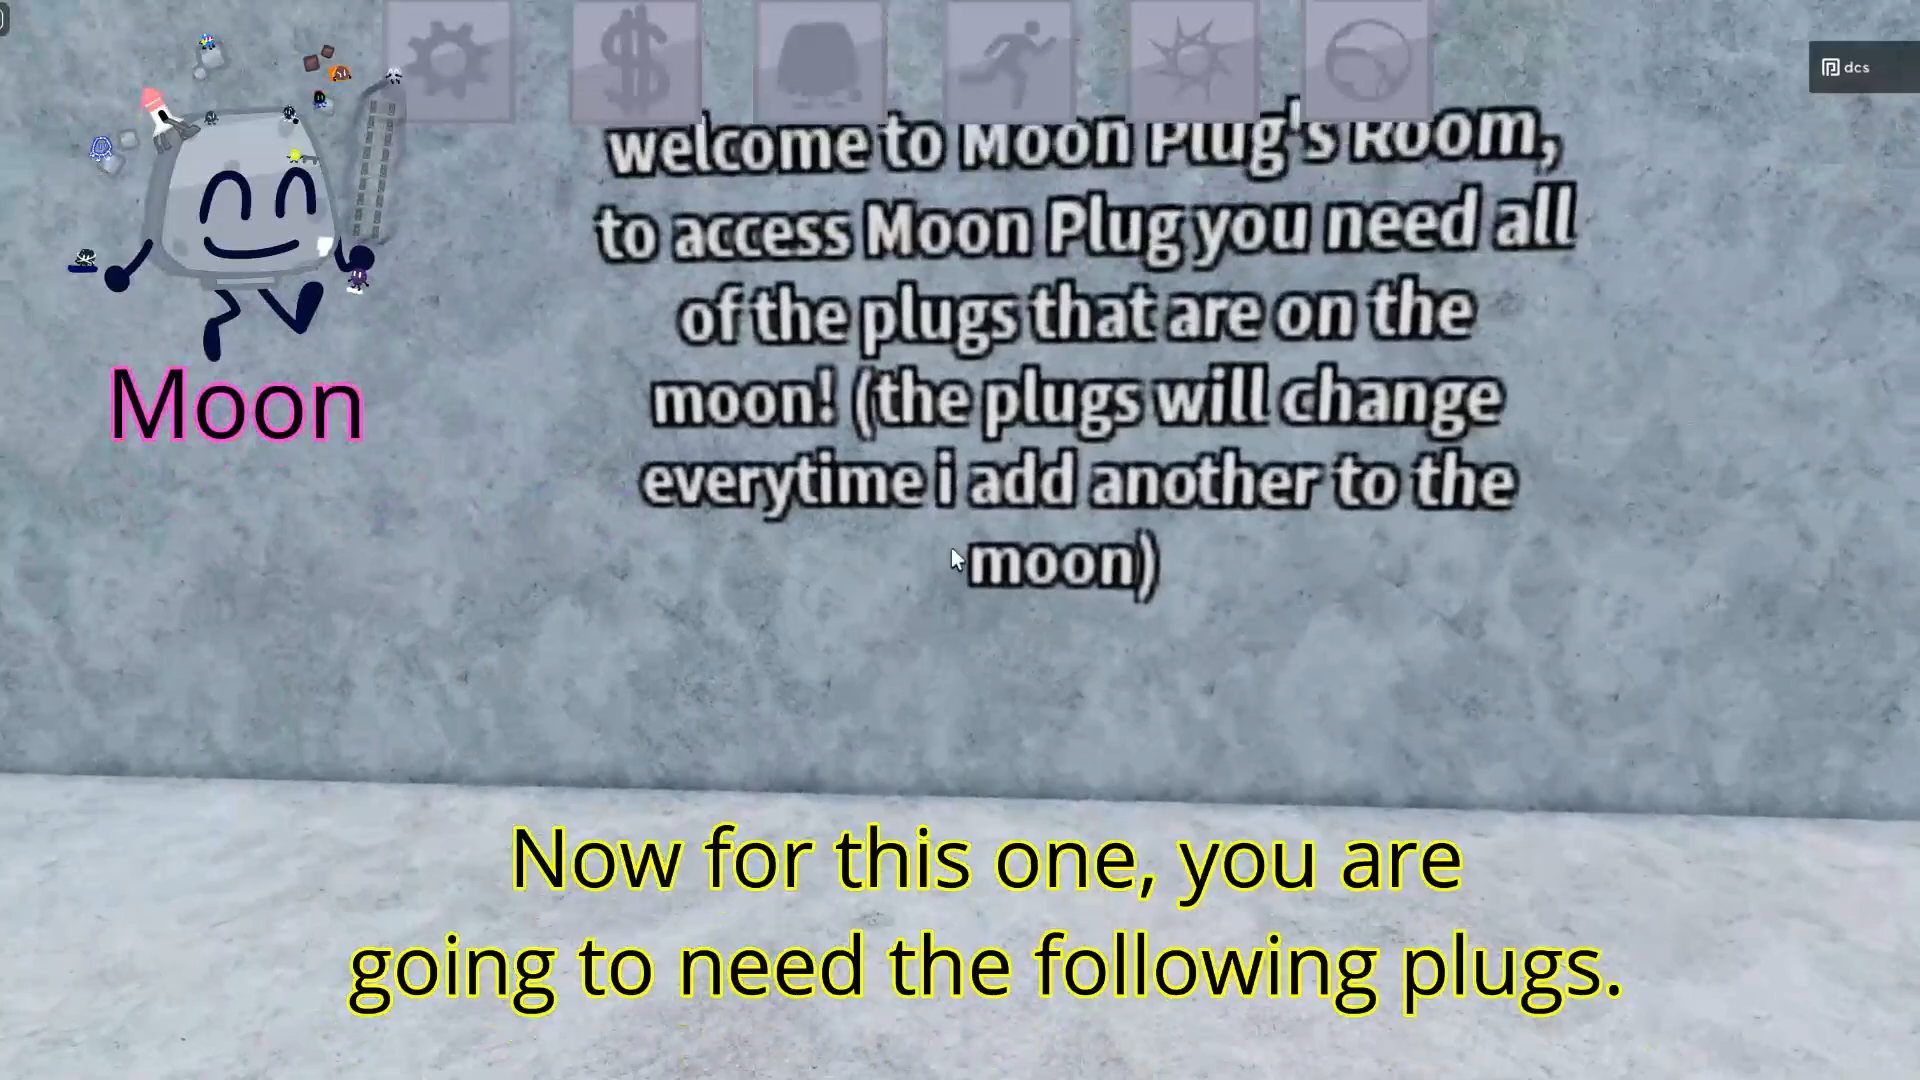 dcs
welcome to Moon Plug's Room,
to access Moon Plug you need all
of the plugs that are on the
moon! (the plugs will change
everytime i add another to the
moon)
Moon
Now for this one, you are
going to need the following plugs.